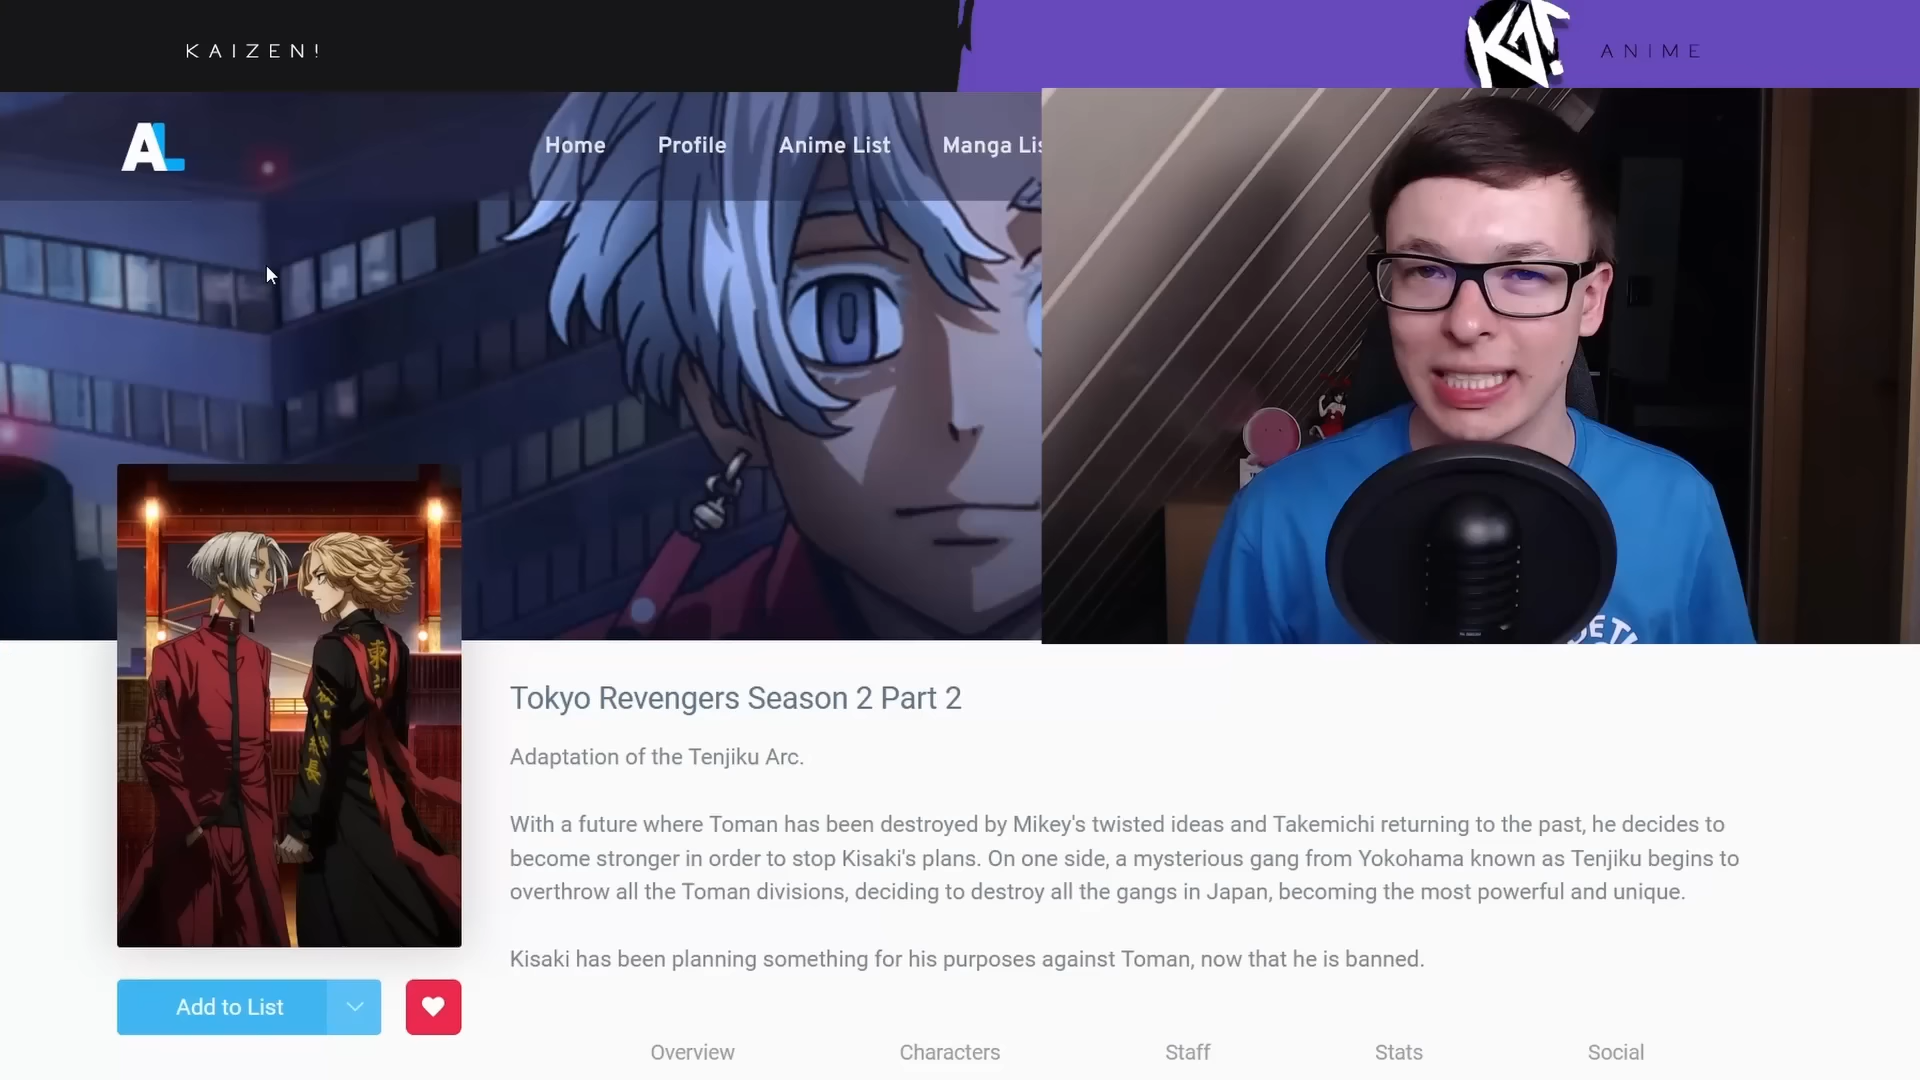 KAIZEN!
KAI!
ANIME
AL
Home Profile Anime List Manga Lis
Tokyo Revengers Season 2 Part 2
Adaptation of the Tenjiku Arc.
With a future where Toman has been destroyed by Mikey's twisted ideas and Takemichi returning to the past, he decides to
become stronger in order to stop Kisaki's plans. On one side, a mysterious gang from Yokohama known as Tenjiku begins to
overthrow all the Toman divisions, deciding to destroy all the gangs in Japan, becoming the most powerful and unique.
Kisaki has been planning something for his purposes against Toman, now that he is banned.
Add to List
Overview Characters Staff Stats Social